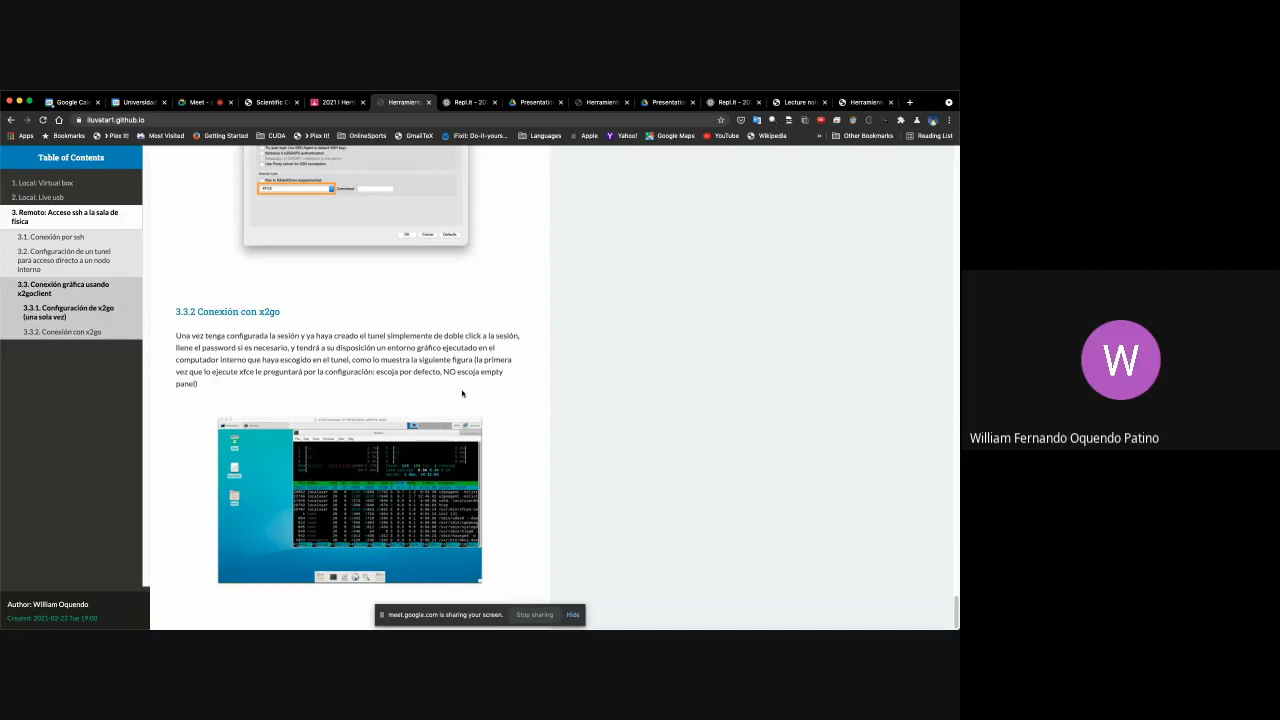 Google Cal
Universidad
Meet -
Scientific C
2021 I Herr
Herramient
Repl.it - 20
Presentatio
Herramient
Presentatio
Repl.it - 20
Lecture not
Herramient
iluvatar1.github.io
Apps
Bookmarks
Plex It!
Most Visited
Getting Started
CUDA
Plex It!
OnlineSports
GmailTeX
iFixit: Do-it-yours...
Languages
Apple
Yahoo!
Google Maps
YouTube
Wikipedia
»
Other Bookmarks
Reading List
Table of Contents
1. Local: Virtual box
2. Local: Live usb
3. Remoto: Acceso ssh a la sala de
física
3.1. Conexión por ssh
3.2. Configuración de un tunel
para acceso directo a un nodo
interno
3.3. Conexión gráfica usando
x2goclient
3.3.1. Configuración de x2go
(una sola vez)
3.3.2. Conexión con x2go
Author: William Oquendo
Created: 2021-02-23 Tue 19:00
XFCE
Command:
OK
Cancel
Defaults
3.3.2 Conexión con x2go
Una vez tenga configurada la sesión y ya haya creado el tunel simplemente de doble click a la sesión,
llene el password si es necesario, y tendrá a su disposición un entorno gráfico ejecutado en el
computador interno que haya escogido en el tunel, como lo muestra la siguiente figura (la primera
vez que lo ejecute xfce le preguntará por la configuración: escoja por defecto, NO escoja empty
panel)
meet.google.com is sharing your screen.
Stop sharing
Hide
W
William Fernando Oquendo Patino